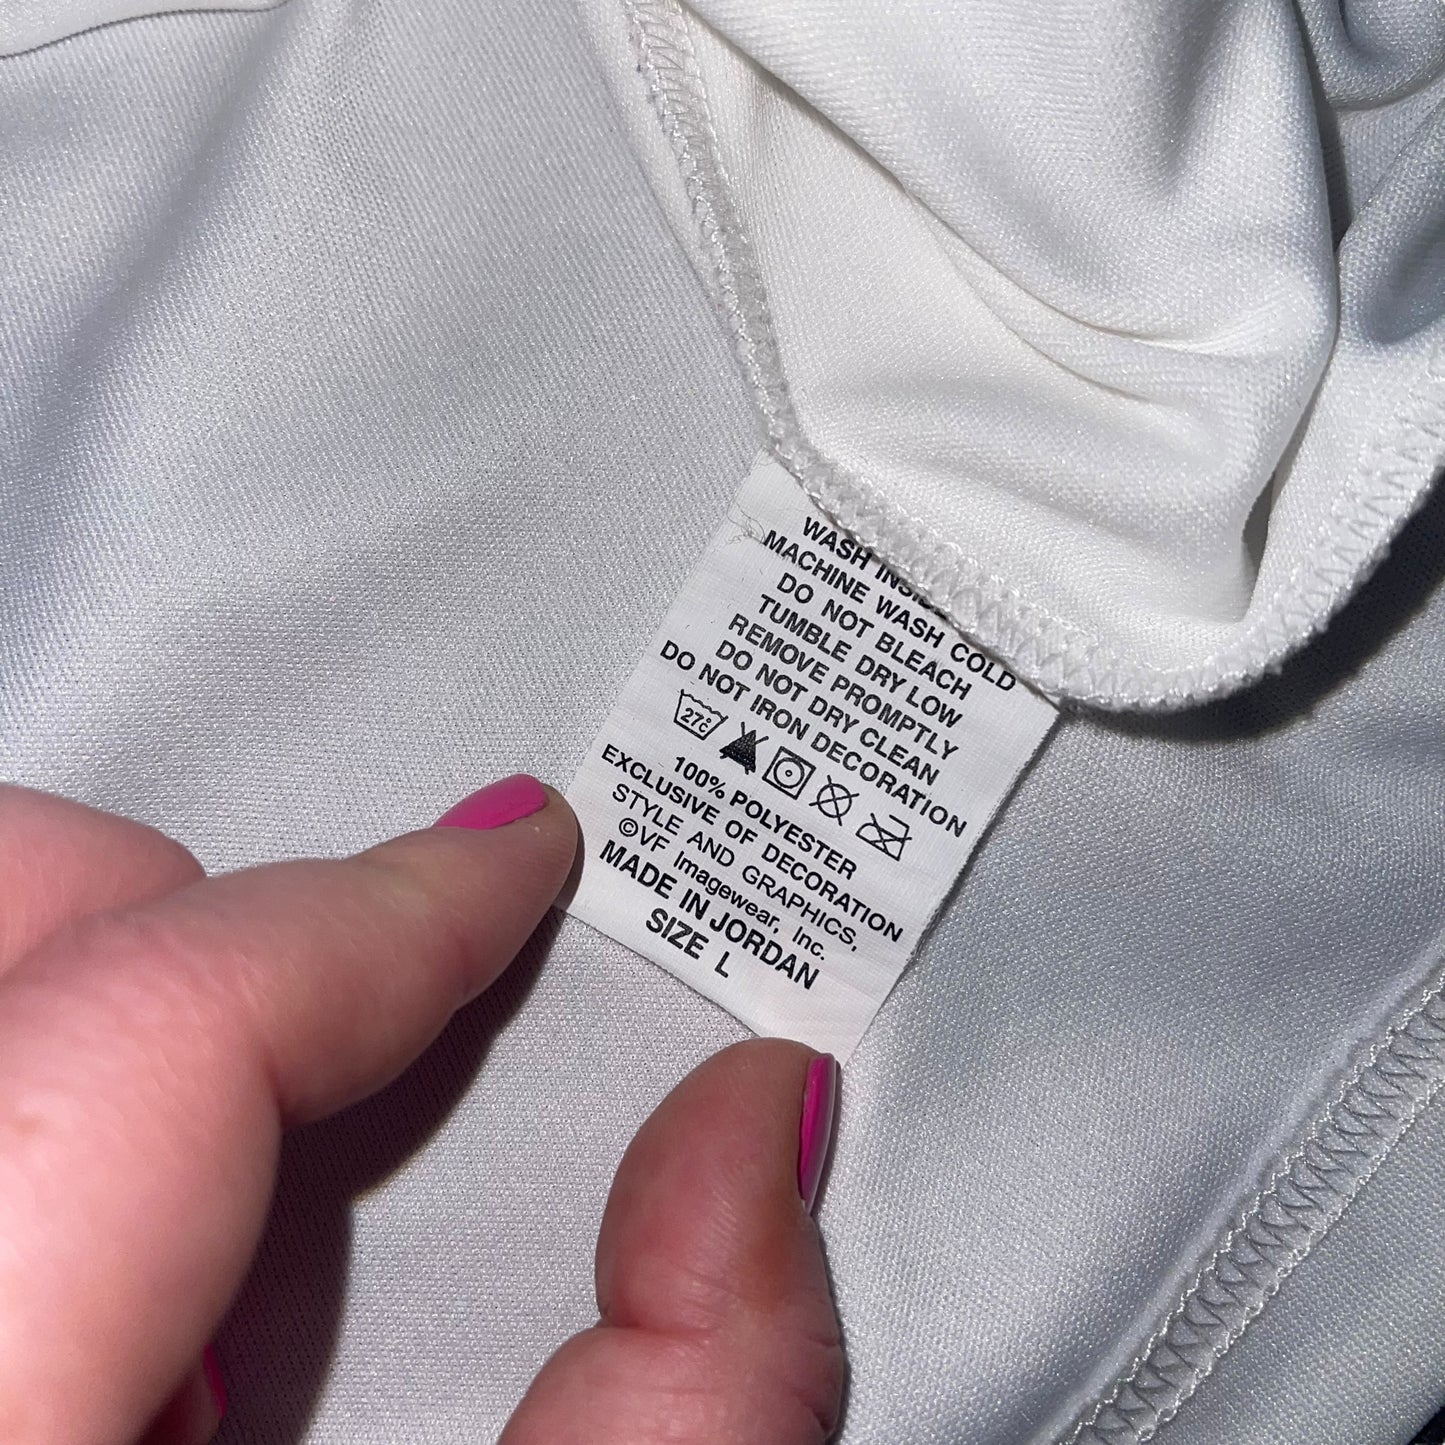 WASH
MACHINE WASH COLD
DO NOT BLEACH
TUMBLE DRY LOW
REMOVE PROMPTLY
DO NOT DRY CLEAN
DO NOT IRON DECORATION
27°C
100% POLYESTER
EXCLUSIVE OF DECORATION
STYLE AND GRAPHICS,
©VF Imagewear, Inc.
MADE IN JORDAN
SIZE L